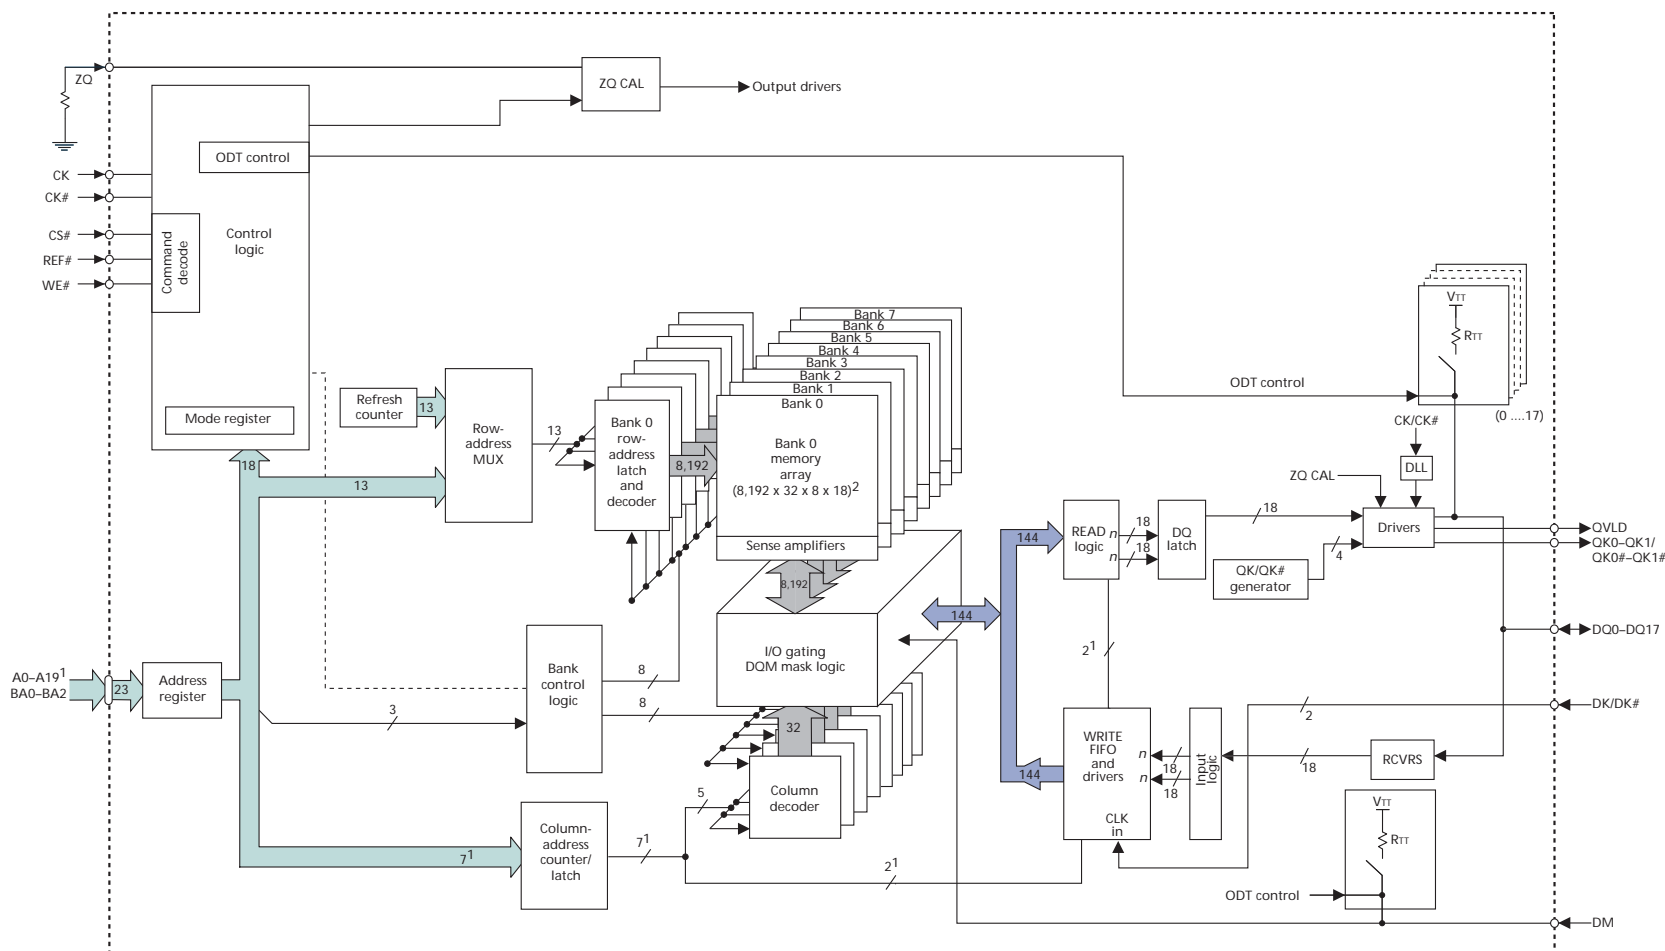 ZQ
ZQ CAL
Output drivers
ODT control
CK
CK#
CS#
REF#
WE#
Command
decode
Control
logic
Mode register
18
Refresh
counter
13
13
Row-
address
MUX
13
Bank 0
row-
address
latch
and
decoder
8,192
Bank 7
Bank 6
Bank 5
Bank 4
Bank 3
Bank 2
Bank 1
Bank 0
Bank 0
memory
array
(8,192 x 32 x 8 x 18)2
Sense amplifiers
8,192
I/O gating
DQM mask logic
32
Column
decoder
5
A0–A191
BA0–BA2
23
Address
register
3
Bank
control
logic
8
8
71
Column-
address
counter/
latch
71
21
144
144
144
READ
logic
n
n
18
18
DQ
latch
18
QK/QK#
generator
4
21
WRITE
FIFO
and
drivers
n
n
CLK
in
18
18
Input
logic
18
RCVRS
2
ODT control
VTT
RTT
(0 ....17)
CK/CK#
DLL
ZQ CAL
Drivers
QVLD
QK0–QK1/
QK0#–QK1#
DQ0–DQ17
DK/DK#
VTT
RTT
ODT control
DM